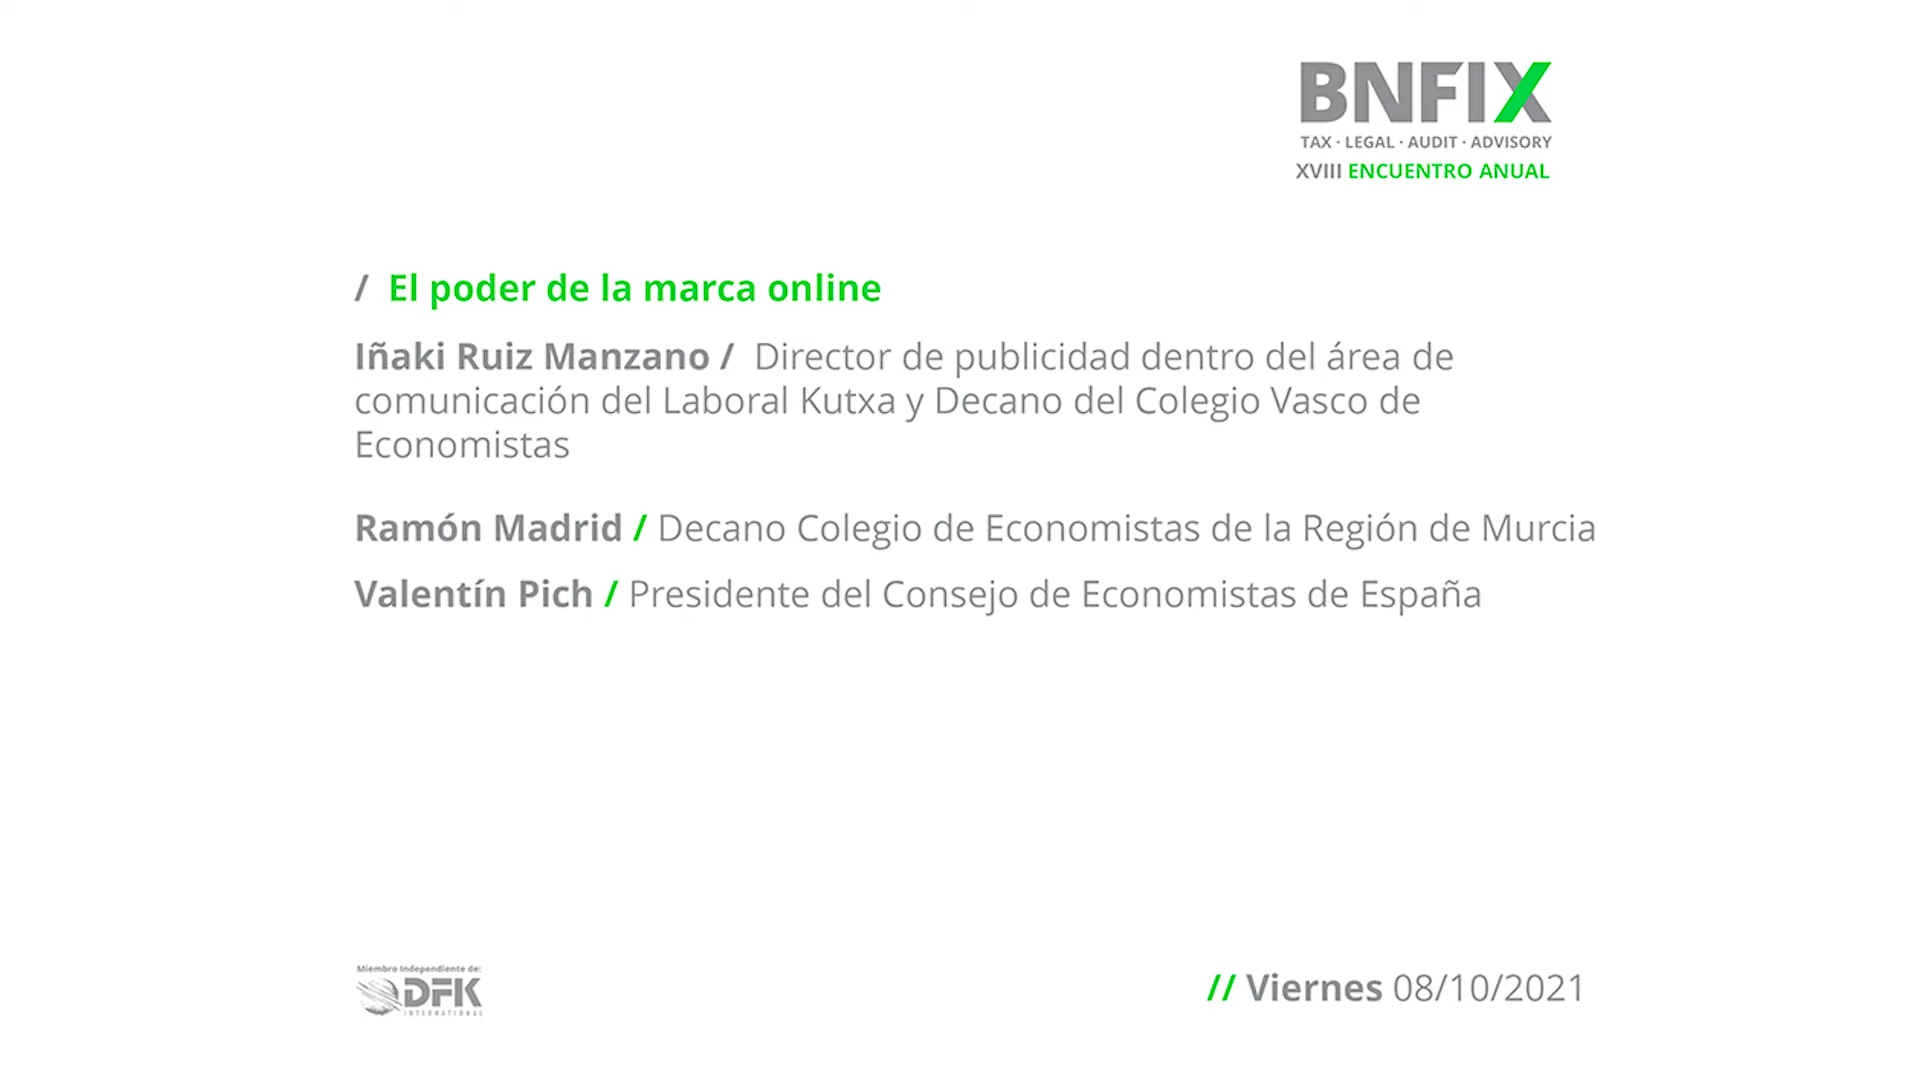 BNFIX
TAX · LEGAL · AUDIT · ADVISORY
XVIII ENCUENTRO ANUAL
/ El poder de la marca online
Iñaki Ruiz Manzano / Director de publicidad dentro del área de
comunicación del Laboral Kutxa y Decano del Colegio Vasco de
Economistas
Ramón Madrid / Decano Colegio de Economistas de la Región de Murcia
Valentín Pich / Presidente del Consejo de Economistas de España
Miembro Independiente de:
DFK
INTERNATIONAL
// Viernes 08/10/2021